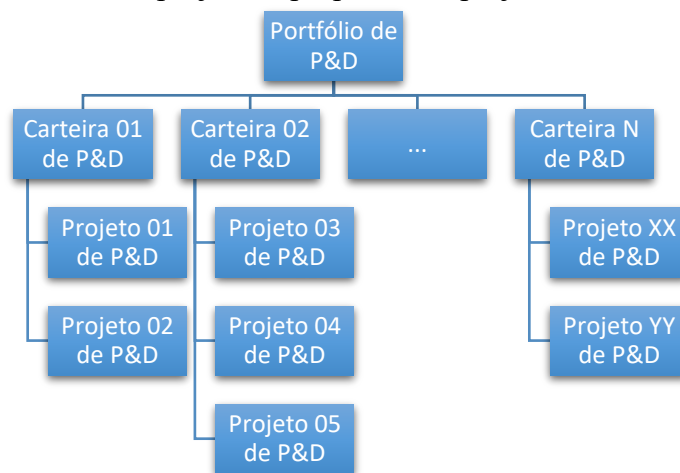 Portfólio de
P&D
Carteira 01
de P&D
Carteira 02
de P&D
...
Carteira N
de P&D
Projeto 01
de P&D
Projeto 03
de P&D
Projeto XX
de P&D
Projeto 02
de P&D
Projeto 04
de P&D
Projeto YY
de P&D
Projeto 05
de P&D